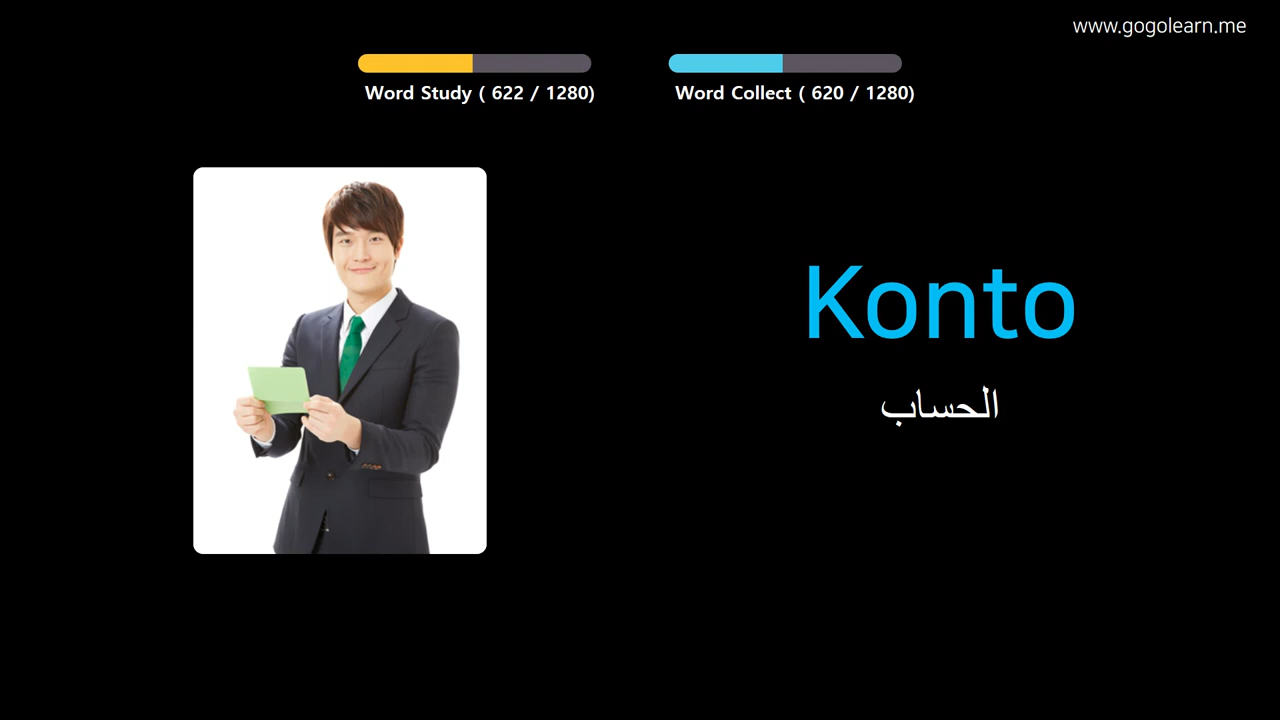 www.gogolearn.me
Word Study ( 622 / 1280)
Word Collect ( 620 / 1280)
Konto
الحساب